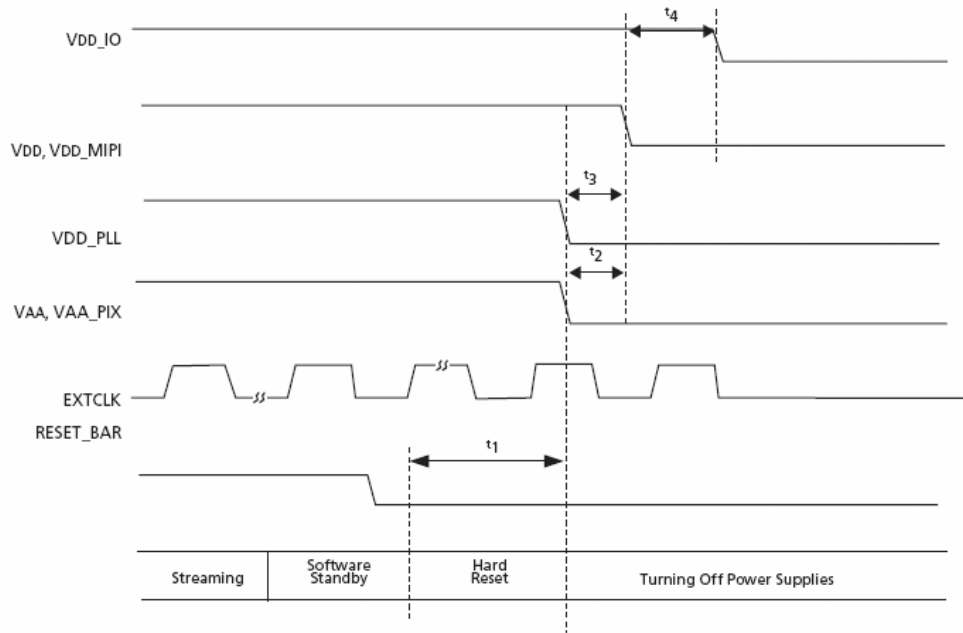 t4
VDD_IO
VDD, VDD_MIPI
t3
VDD_PLL
t2
VAA, VAA_PIX
EXTCLK
RESET_BAR
t1
Streaming
Software
Standby
Hard
Reset
Turning Off Power Supplies